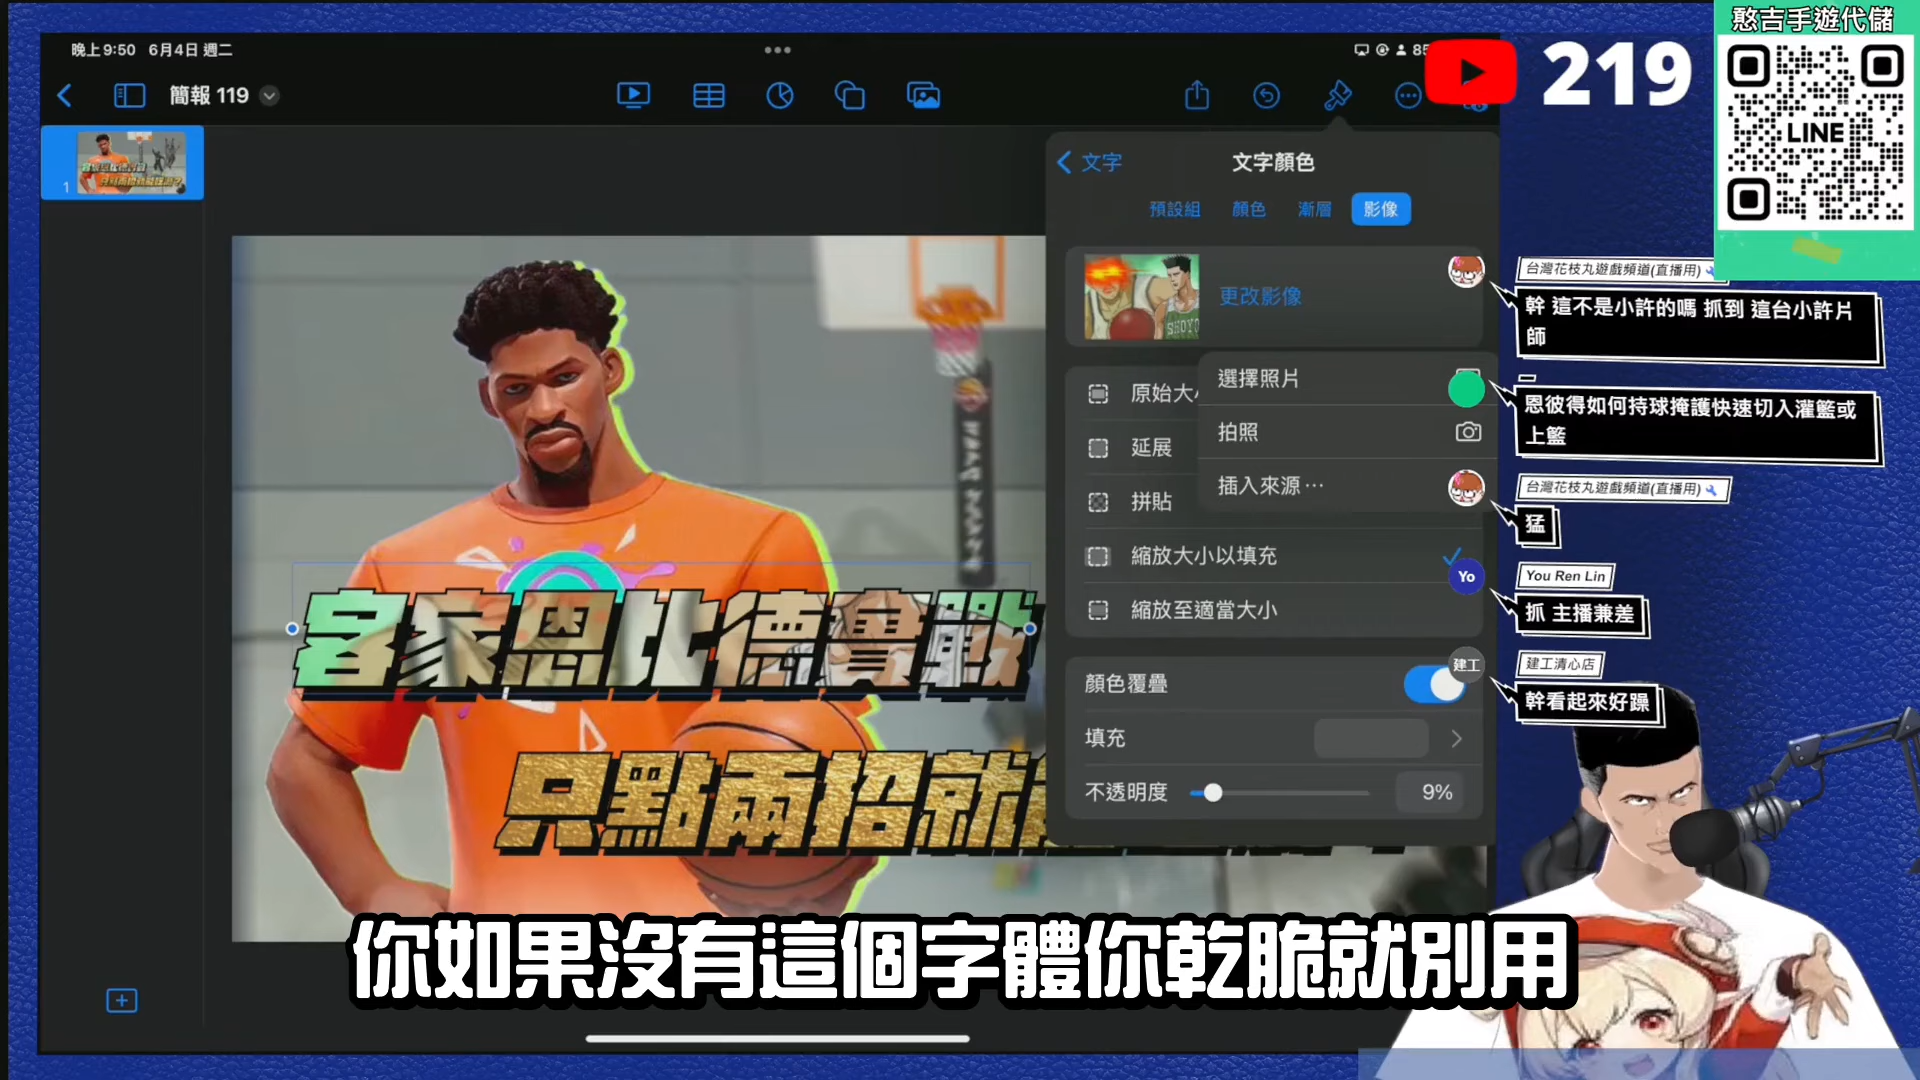 晚上9:50 6月4日 週二
簡報 119
219
憨吉手遊代儲
LINE
1
文字
文字顏色
預設組 顏色 漸層 影像
SHOYO
更改影像
選擇照片
拍照
插入來源…
原始大小
延展
拼貼
縮放大小以填充
縮放至適當大小
顏色覆疊
填充
不透明度 9%
台灣花枝丸遊戲頻道(直播用)
幹 這不是小許的嗎 抓到 這台小許片
師
恩彼得如何持球掩護快速切入灌籃或
上籃
台灣花枝丸遊戲頻道(直播用)
猛
Yo
You Ren Lin
抓 主播兼差
建工
建工清心店
幹看起來好躁
客家恩比德實戰
只點兩招就
你如果沒有這個字體你乾脆就別用